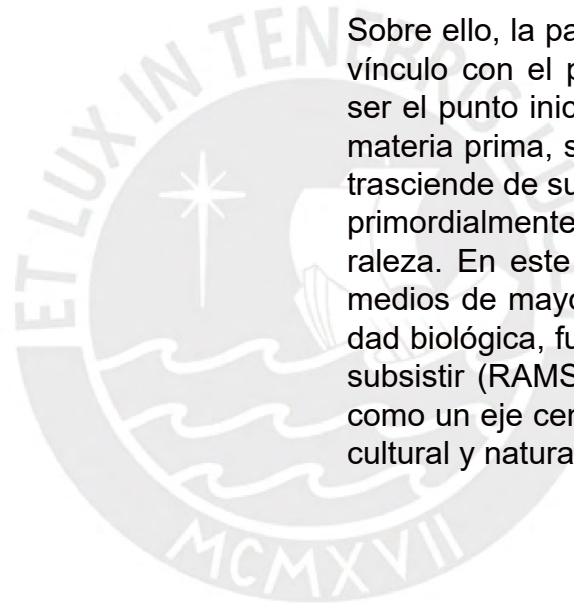 Sobre ello, la pa
vínculo con el p
ser el punto inic
materia prima, s
trasciende de su
primordialmente
raleza. En este
medios de mayo
dad biológica, fu
subsistir (RAMS
como un eje cen
cultural y natura
ET LUX IN TENEBRIS LUC
MCMXVII